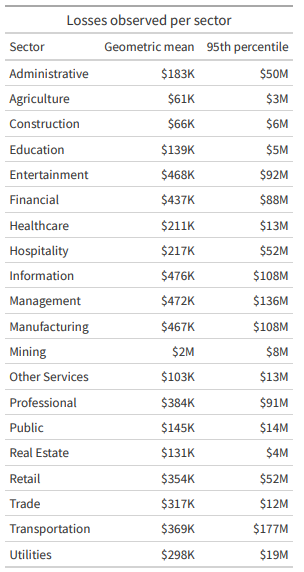 Losses observed per sector
Sector Geometric mean 95th percentile
Administrative $183K $50M
Agriculture $61K $3M
Construction $66K $6M
Education $139K $5M
Entertainment $468K $92M
Financial $437K $88M
Healthcare $211K $13M
Hospitality $217K $52M
Information $476K $108M
Management $472K $136M
Manufacturing $467K $108M
Mining $2M $8M
Other Services $103K $13M
Professional $384K $91M
Public $145K $14M
Real Estate $131K $4M
Retail $354K $52M
Trade $317K $12M
Transportation $369K $177M
Utilities $298K $19M